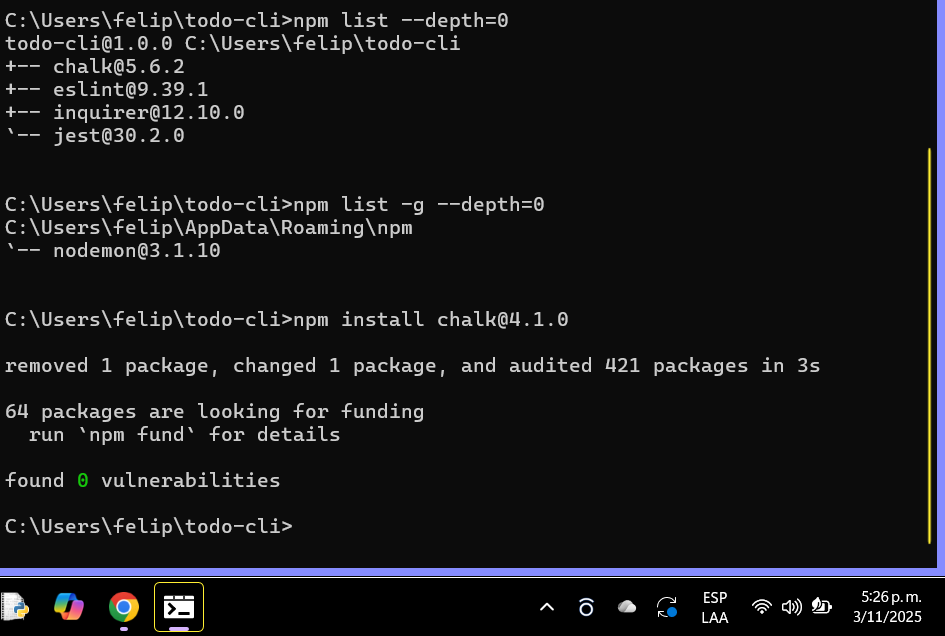 C:\Users\felip\todo-cli>npm list --depth=0
todo-cli@1.0.0 C:\Users\felip\todo-cli
+-- chalk@5.6.2
+-- eslint@9.39.1
+-- inquirer@12.10.0
`-- jest@30.2.0
C:\Users\felip\todo-cli>npm list -g --depth=0
C:\Users\felip\AppData\Roaming\npm
`-- nodemon@3.1.10
C:\Users\felip\todo-cli>npm install chalk@4.1.0
removed 1 package, changed 1 package, and audited 421 packages in 3s
64 packages are looking for funding
  run `npm fund` for details
found 0 vulnerabilities
C:\Users\felip\todo-cli>
ESP
LAA
5:26 p. m.
3/11/2025